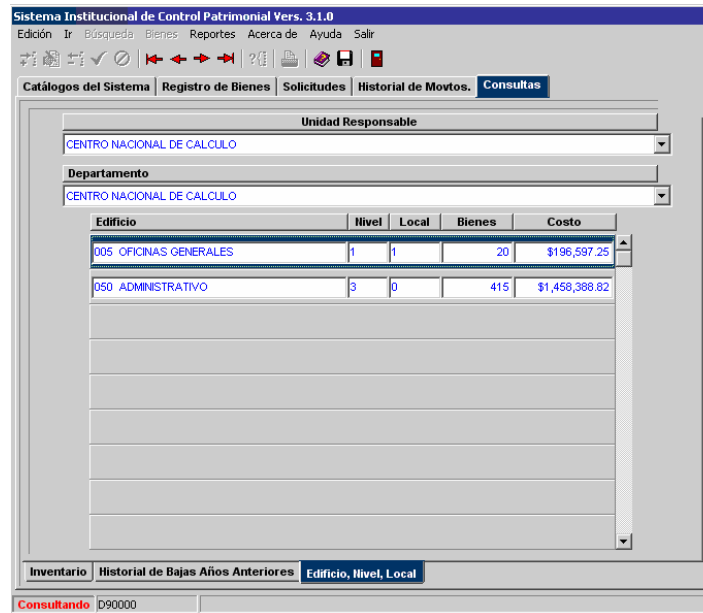 Sistema Institucional de Control Patrimonial Vers. 3.1.0
Edición Ir Búsqueda Bienes Reportes Acerca de Ayuda Salir
Catálogos del Sistema Registro de Bienes Solicitudes Historial de Movtos. Consultas
Unidad Responsable
CENTRO NACIONAL DE CALCULO
Departamento
CENTRO NACIONAL DE CALCULO
Edificio Nivel Local Bienes Costo
005 OFICINAS GENERALES 1 1 20 $196,597.25
050 ADMINISTRATIVO 3 0 415 $1,458,388.82
Inventario Historial de Bajas Años Anteriores Edificio, Nivel, Local
Consultando D90000